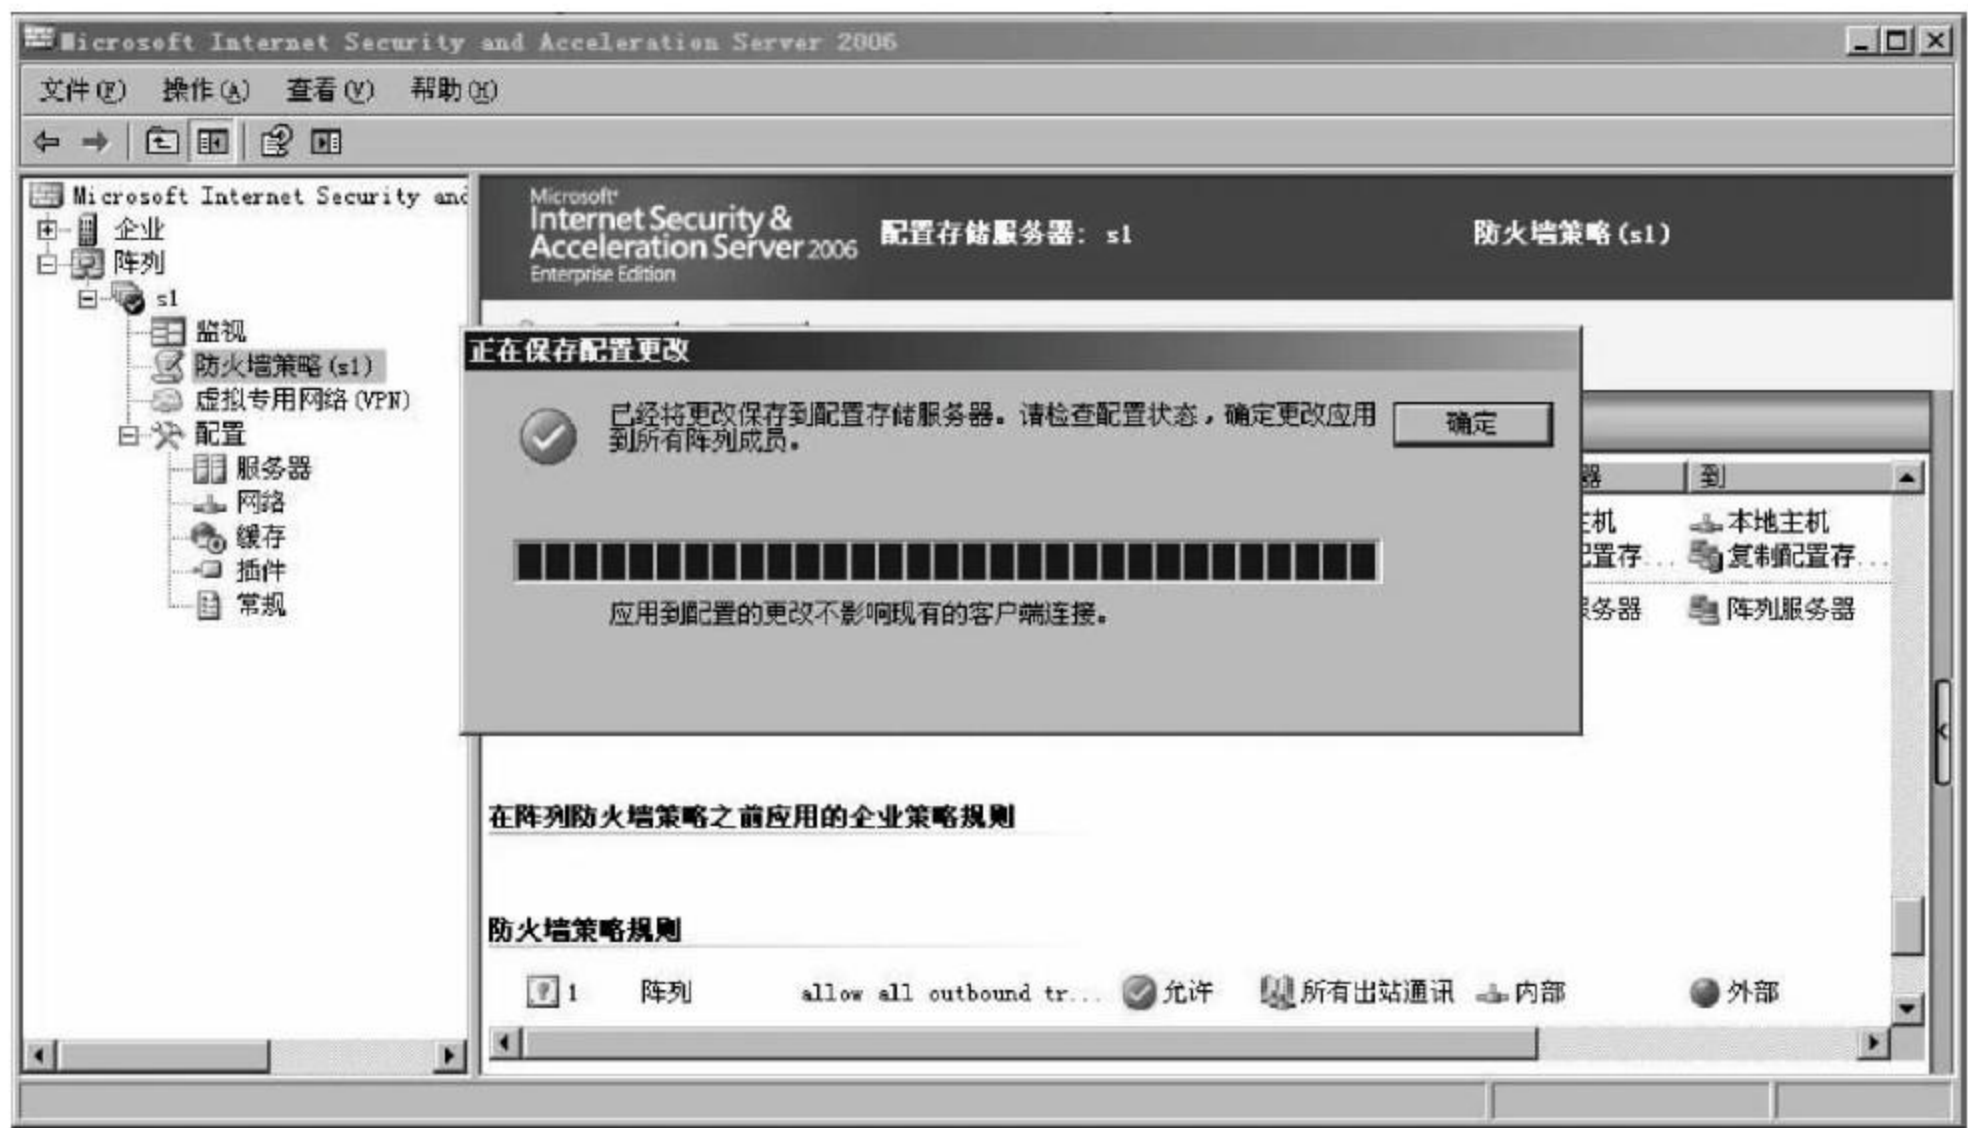 Microsoft Internet Security and Acceleration Server 2006
文件(F) 操作(A) 查看(V) 帮助(H)
Microsoft Internet Security and
企业
阵列
s1
监视
防火墙策略(s1)
虚拟专用网络(VPN)
配置
服务器
网络
缓存
插件
常规
Microsoft
Internet Security &
Acceleration Server 2006
Enterprise Edition
配置存储服务器: s1
防火墙策略(s1)
正在保存配置更改
已经将更改保存到配置存储服务器。请检查配置状态，确定更改应用
到所有阵列成员。
确定
应用到配置的更改不影响现有的客户端连接。
器 到
主机 本地主机
配置存... 复制配置存...
服务器 阵列服务器
在阵列防火墙策略之前应用的企业策略规则
防火墙策略规则
1 阵列 allow all outbound tr... 允许 所有出站通讯 内部 外部